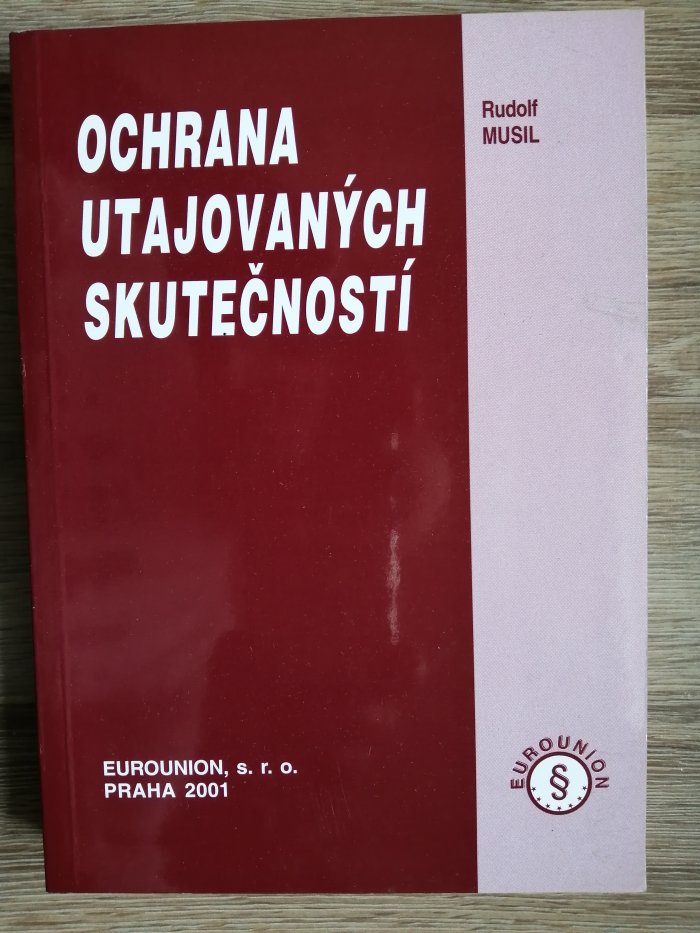 OCHRANA
UTAJOVANÝCH
SKUTEČNOSTÍ
Rudolf
MUSIL
EUROUNION, s. r. o.
PRAHA 2001
EUROUNION
§